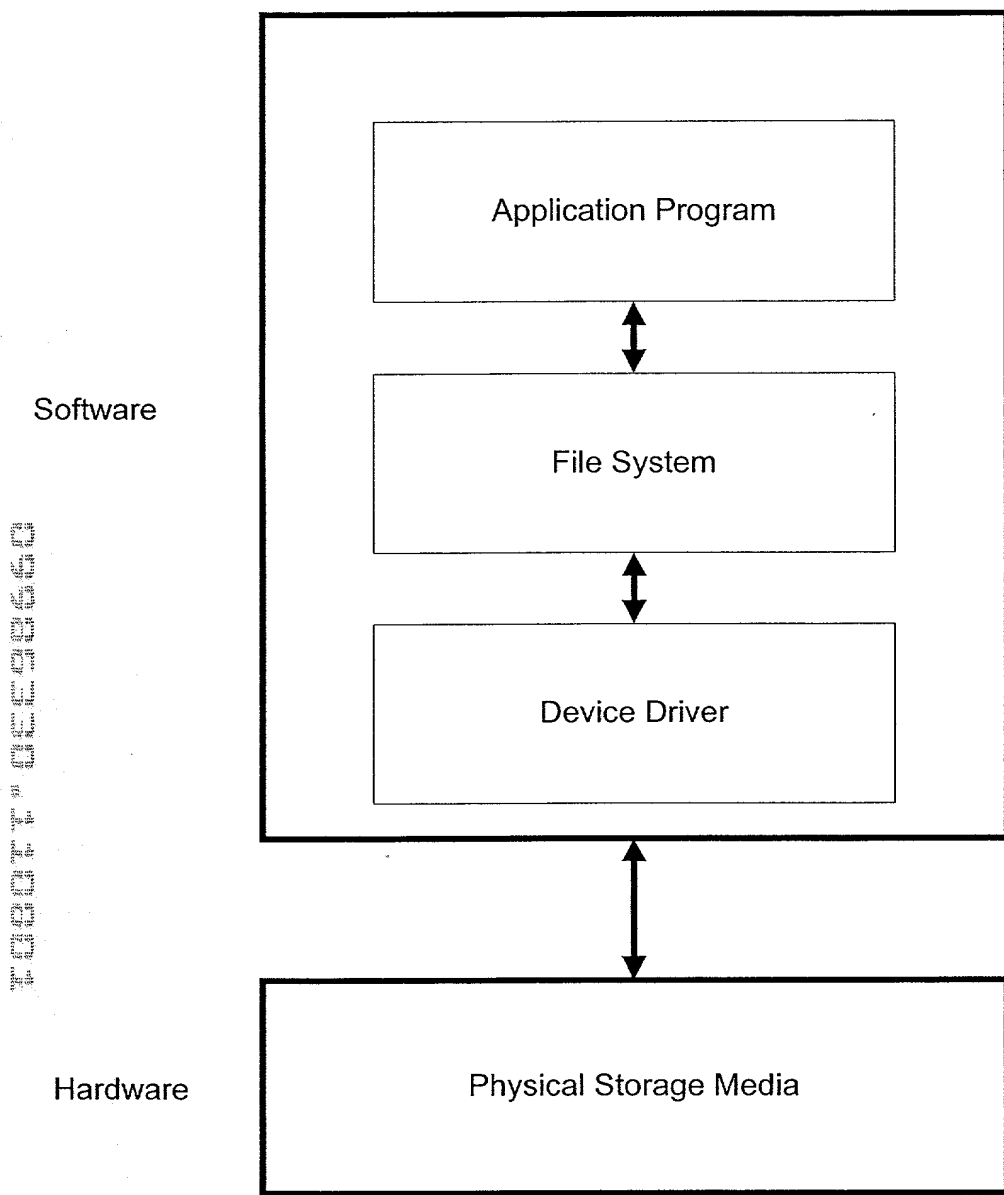 Application Program
Software
File System
Device Driver
Hardware
Physical Storage Media